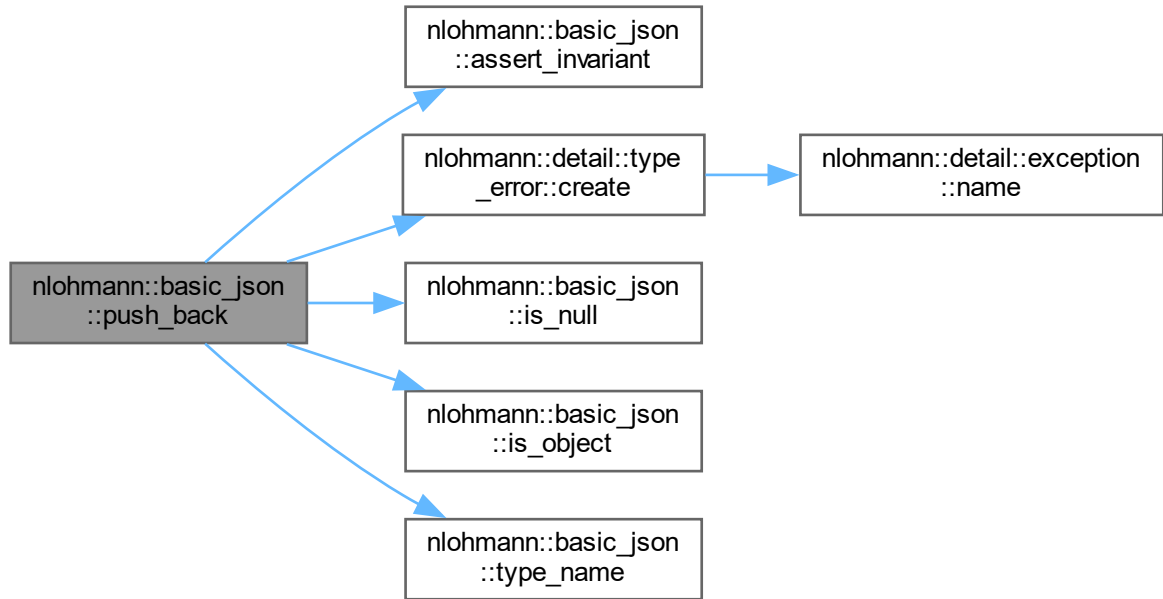 nlohmann::basic_json
::assert_invariant
nlohmann::detail::type
_error::create
nlohmann::detail::exception
::name
nlohmann::basic_json
::push_back
nlohmann::basic_json
::is_null
nlohmann::basic_json
::is_object
nlohmann::basic_json
::type_name